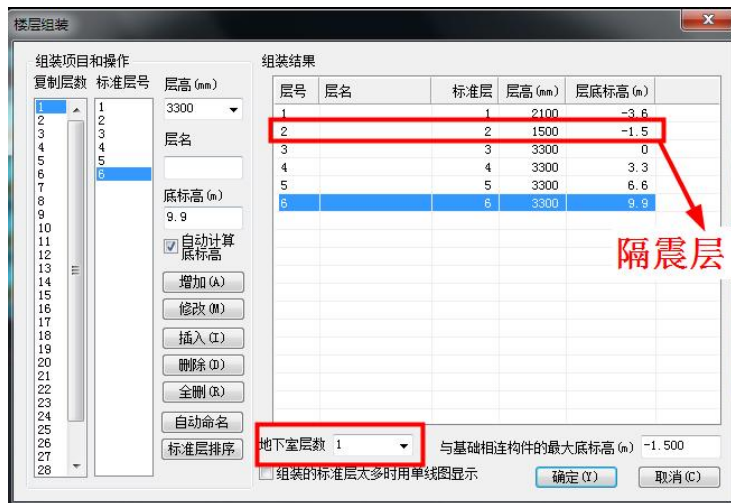 楼层组装
组装项目和操作
复制层数 标准层号 层高(mm)
1
2
3
4
5
6
7
8
9
10
11
12
13
14
15
16
17
18
19
20
21
22
23
24
25
26
27
28
1
2
3
4
5
6
3300
层名
底标高(m)
9.9
自动计算
底标高
增加(A)
修改(M)
插入(I)
删除(D)
全删(R)
自动命名
标准层排序
组装结果
层号 层名 标准层 层高(mm) 层底标高(m)
1 1 2100 -3.6
2 2 1500 -1.5
3 3 3300 0
4 4 3300 3.3
5 5 3300 6.6
6 6 3300 9.9
隔震层
地下室层数 1 与基础相连构件的最大底标高(m) -1.500
组装的标准层太多时用单线图显示 确定(Y) 取消(C)